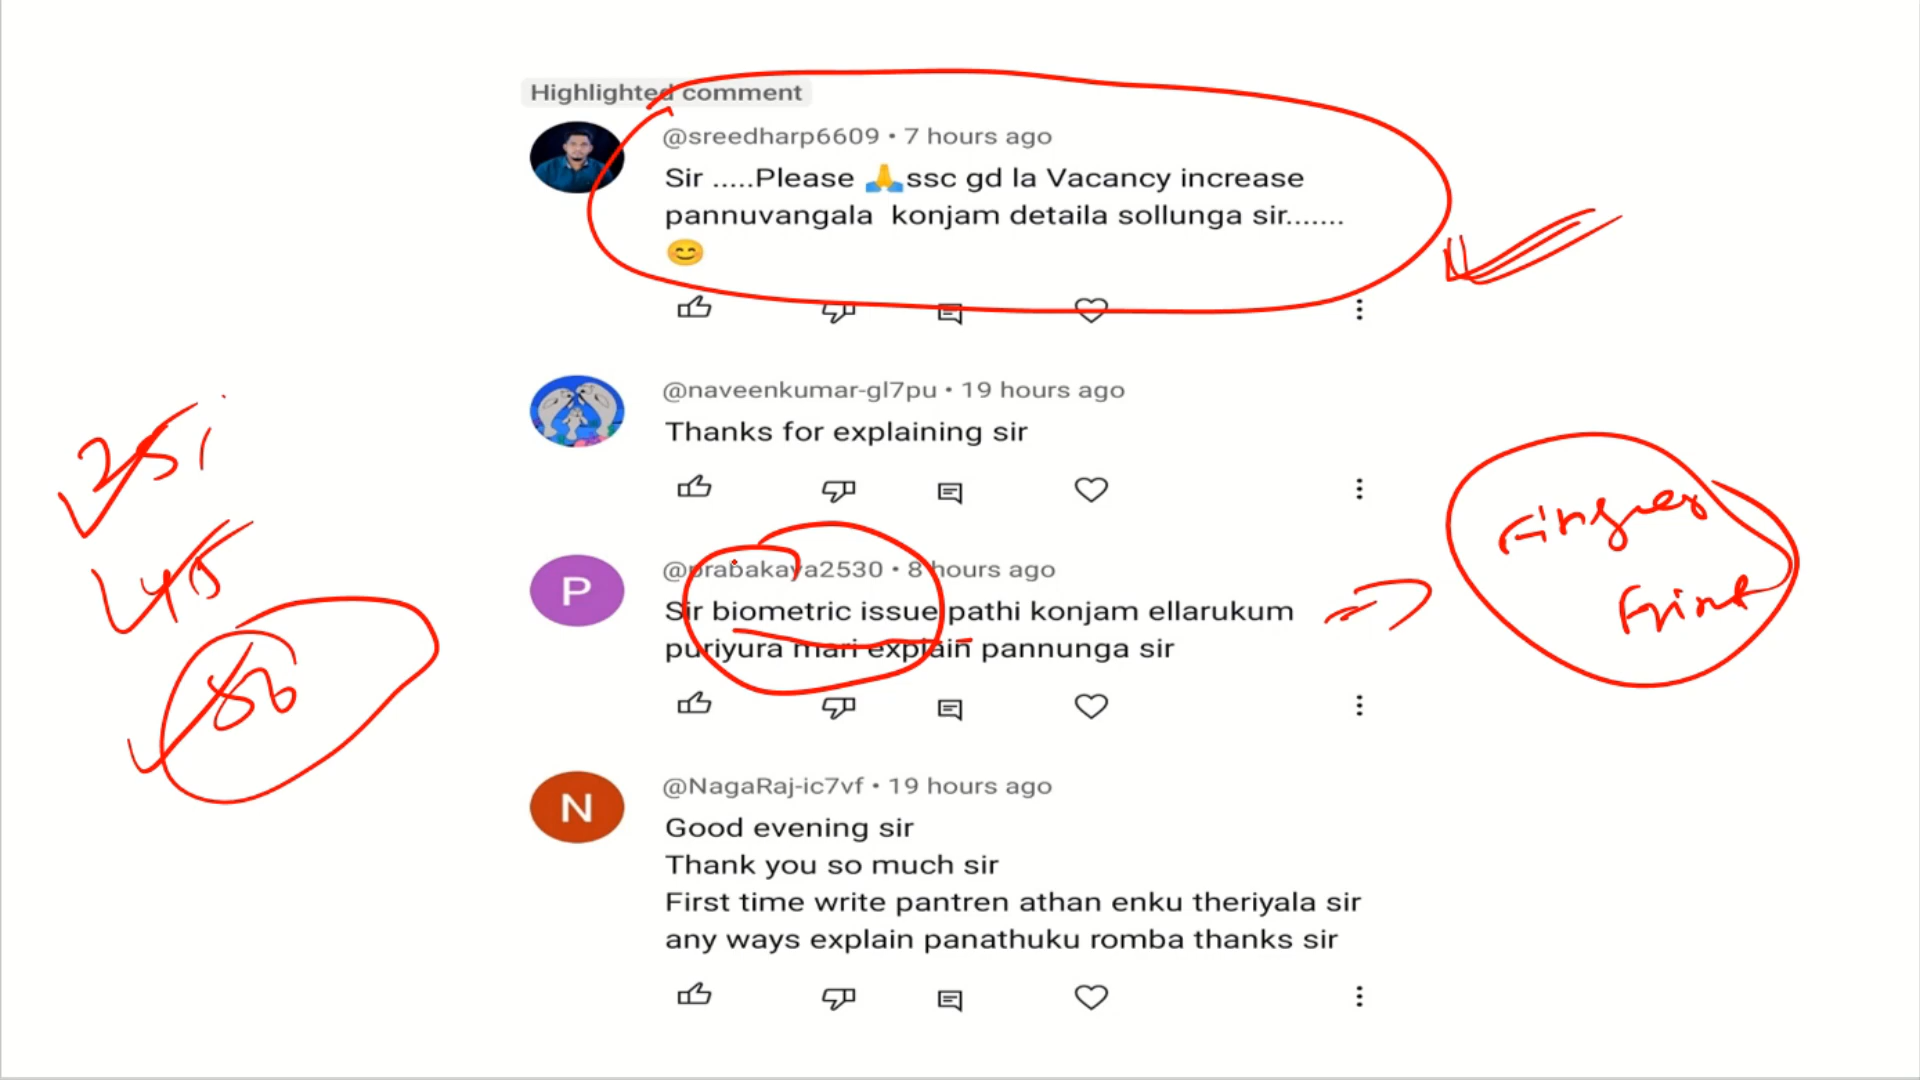 Highlighted comment
@sreedharp6609 • 7 hours ago
Sir .....Please 🙏ssc gd la Vacancy increase
pannuvangala konjam detaila sollunga sir.......
😊
@naveenkumar-gl7pu • 19 hours ago
Thanks for explaining sir
25
45
P
@prabakaya2530 • 8 hours ago
Sir biometric issue pathi konjam ellarukum
puriyura mari explain pannunga sir
Finger
N
@NagaRaj-ic7vf • 19 hours ago
Good evening sir
Thank you so much sir
First time write pantren athan enku theriyala sir
any ways explain panathuku romba thanks sir